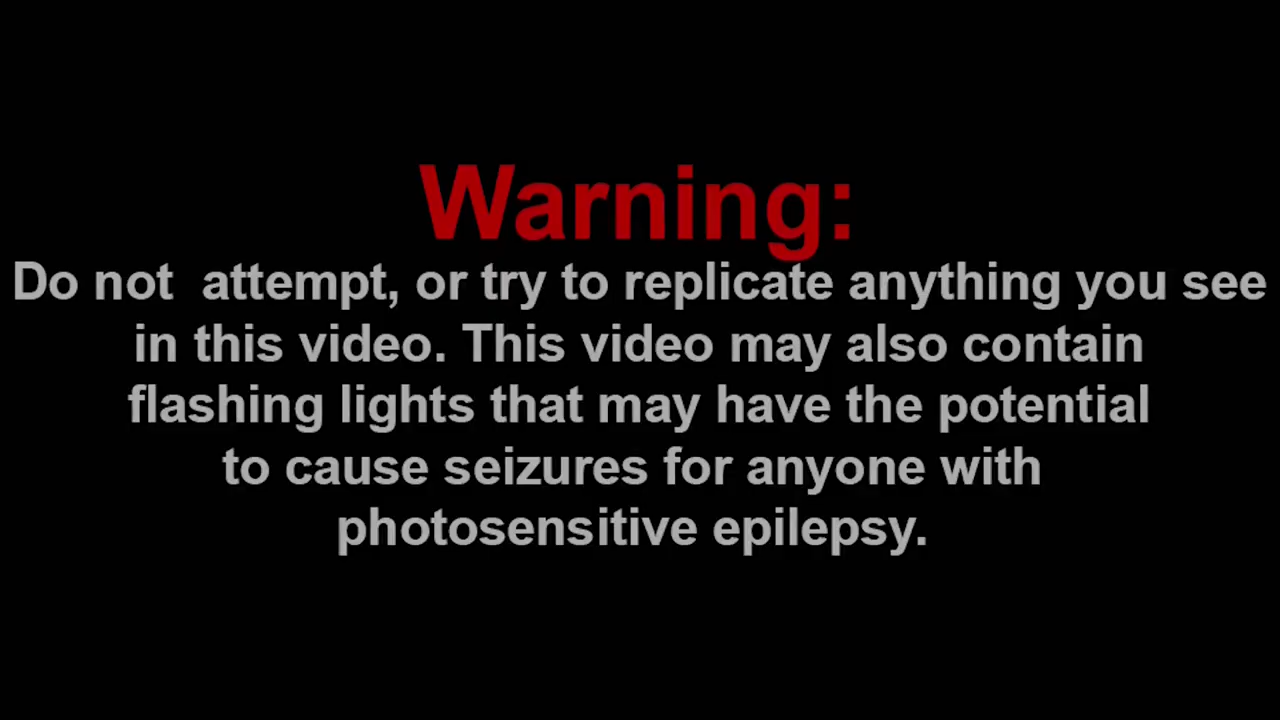 Warning:
Do not  attempt, or try to replicate anything you see
in this video. This video may also contain
flashing lights that may have the potential
to cause seizures for anyone with
photosensitive epilepsy.